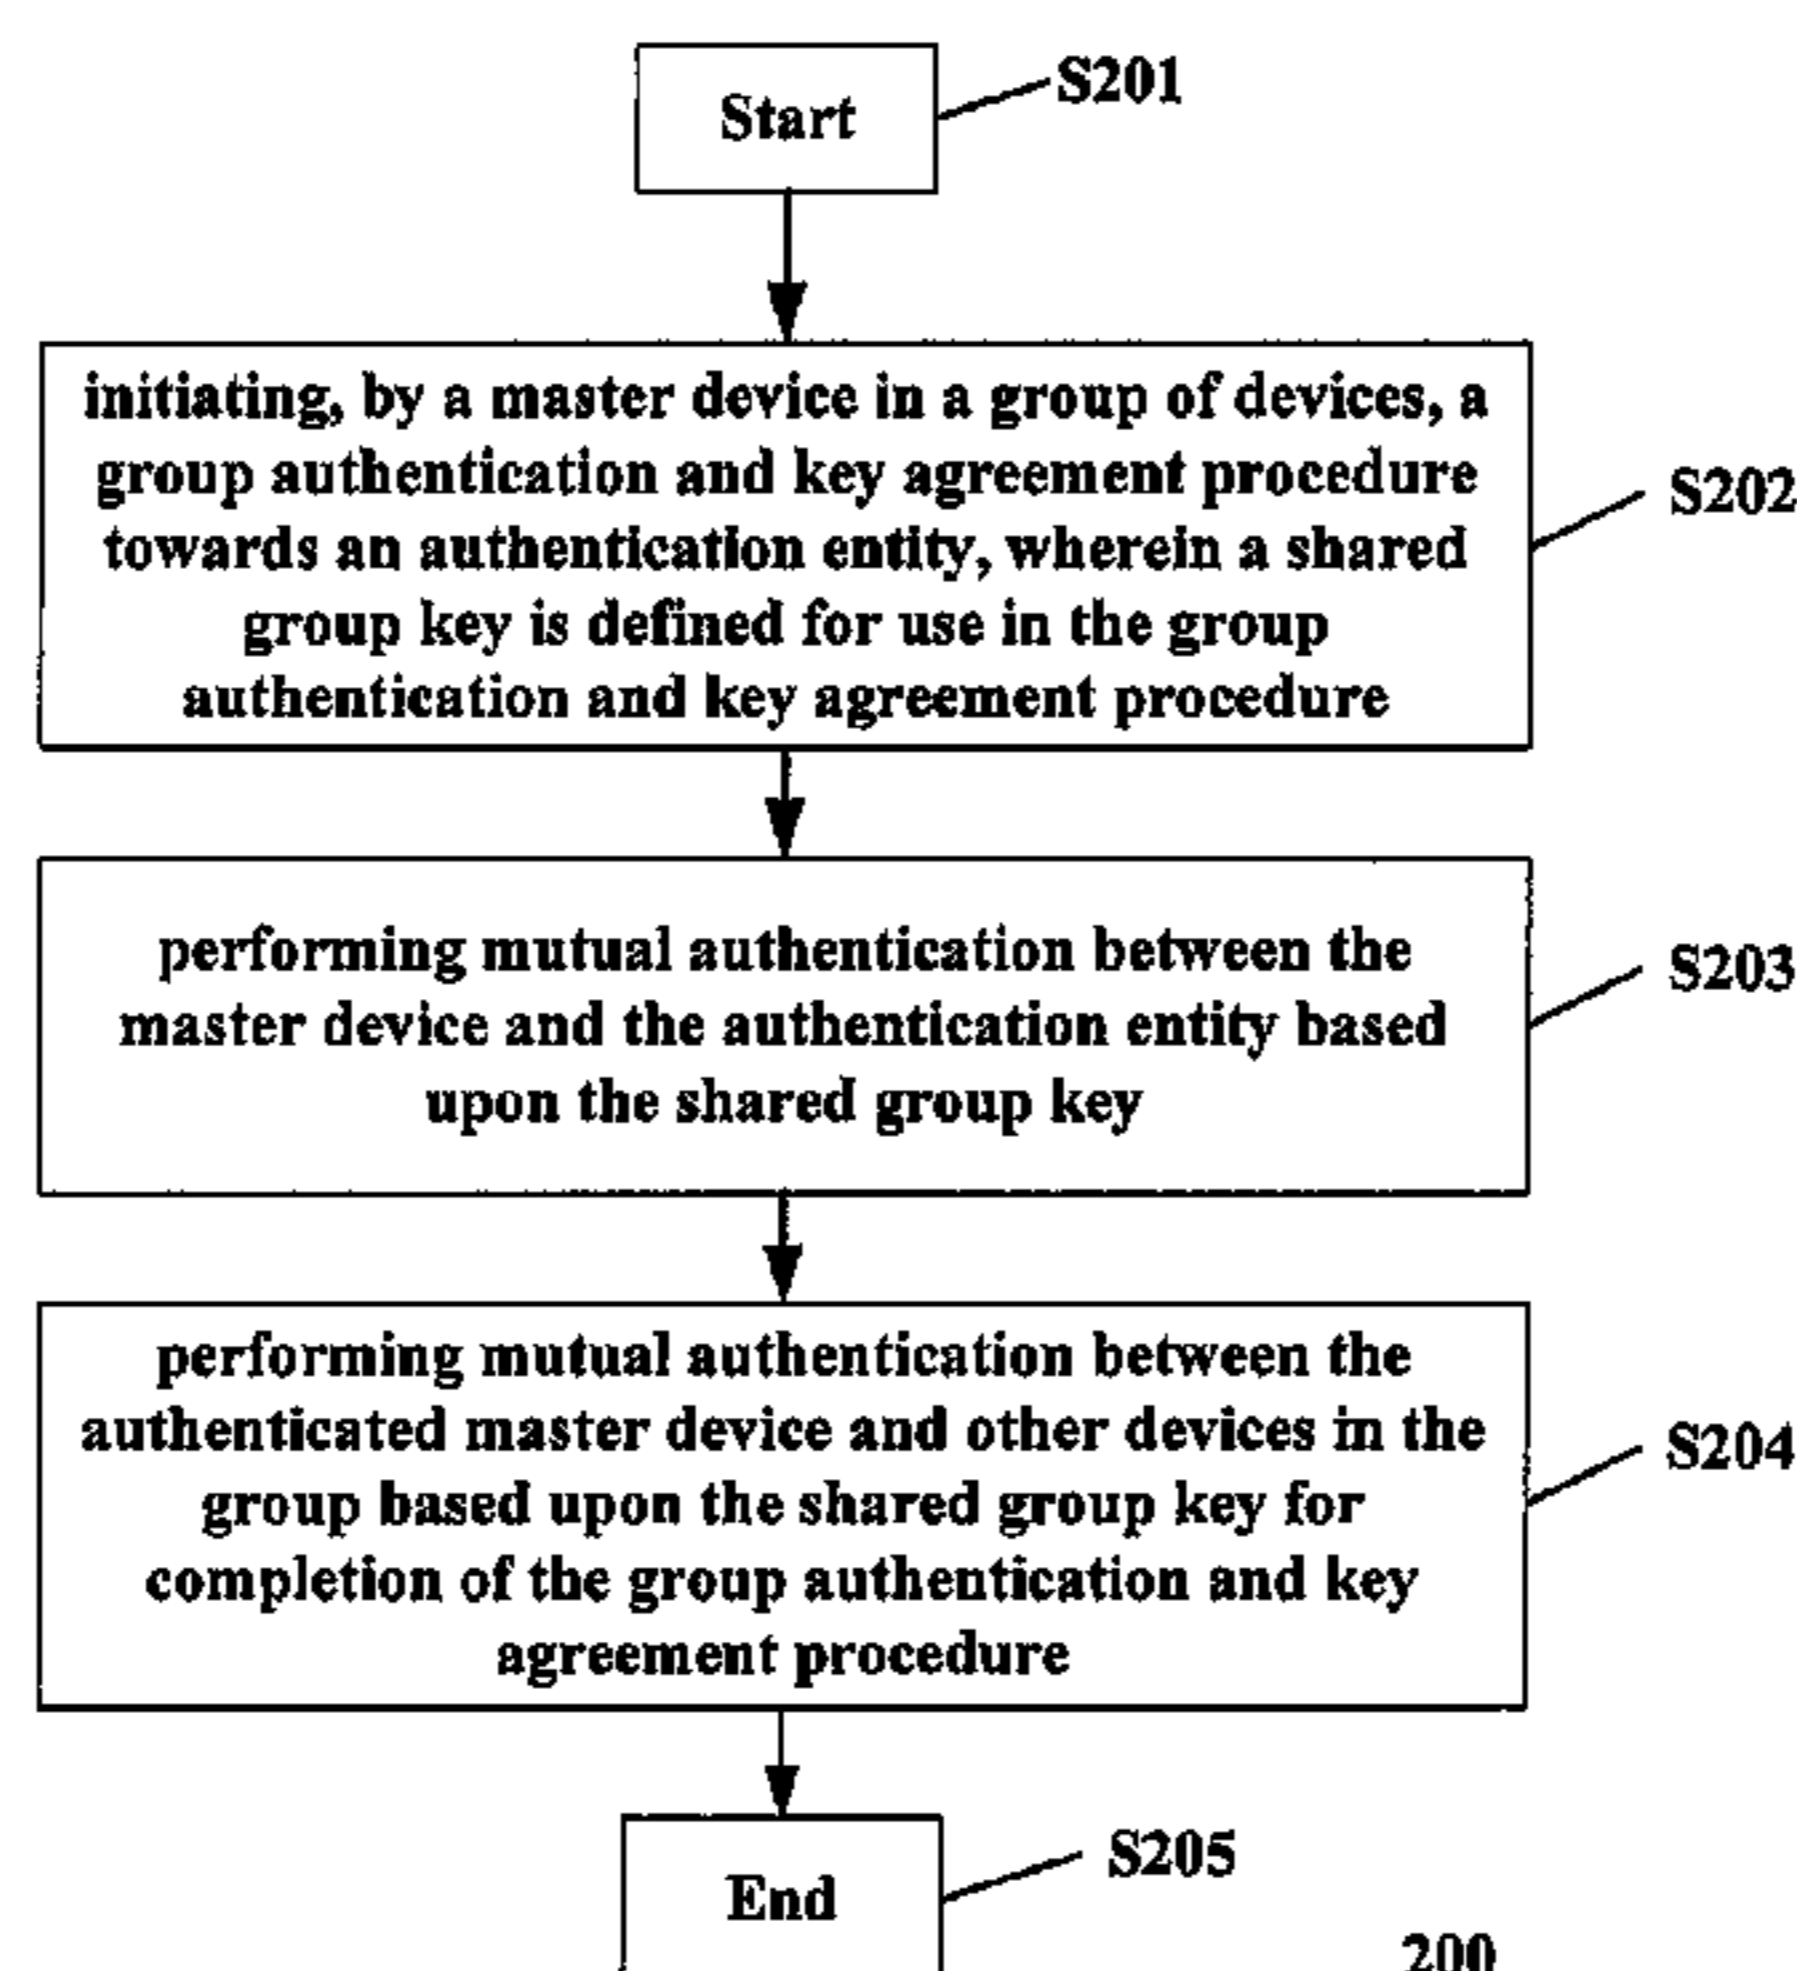 Start
S201
initiating, by a master device in a group of devices, a
group authentication and key agreement procedure
towards an authentication entity, wherein a shared
group key is defined for use in the group
authentication and key agreement procedure
S202
performing mutual authentication between the
master device and the authentication entity based
upon the shared group key
S203
performing mutual authentication between the
authenticated master device and other devices in the
group based upon the shared group key for
completion of the group authentication and key
agreement procedure
S204
End
S205
200